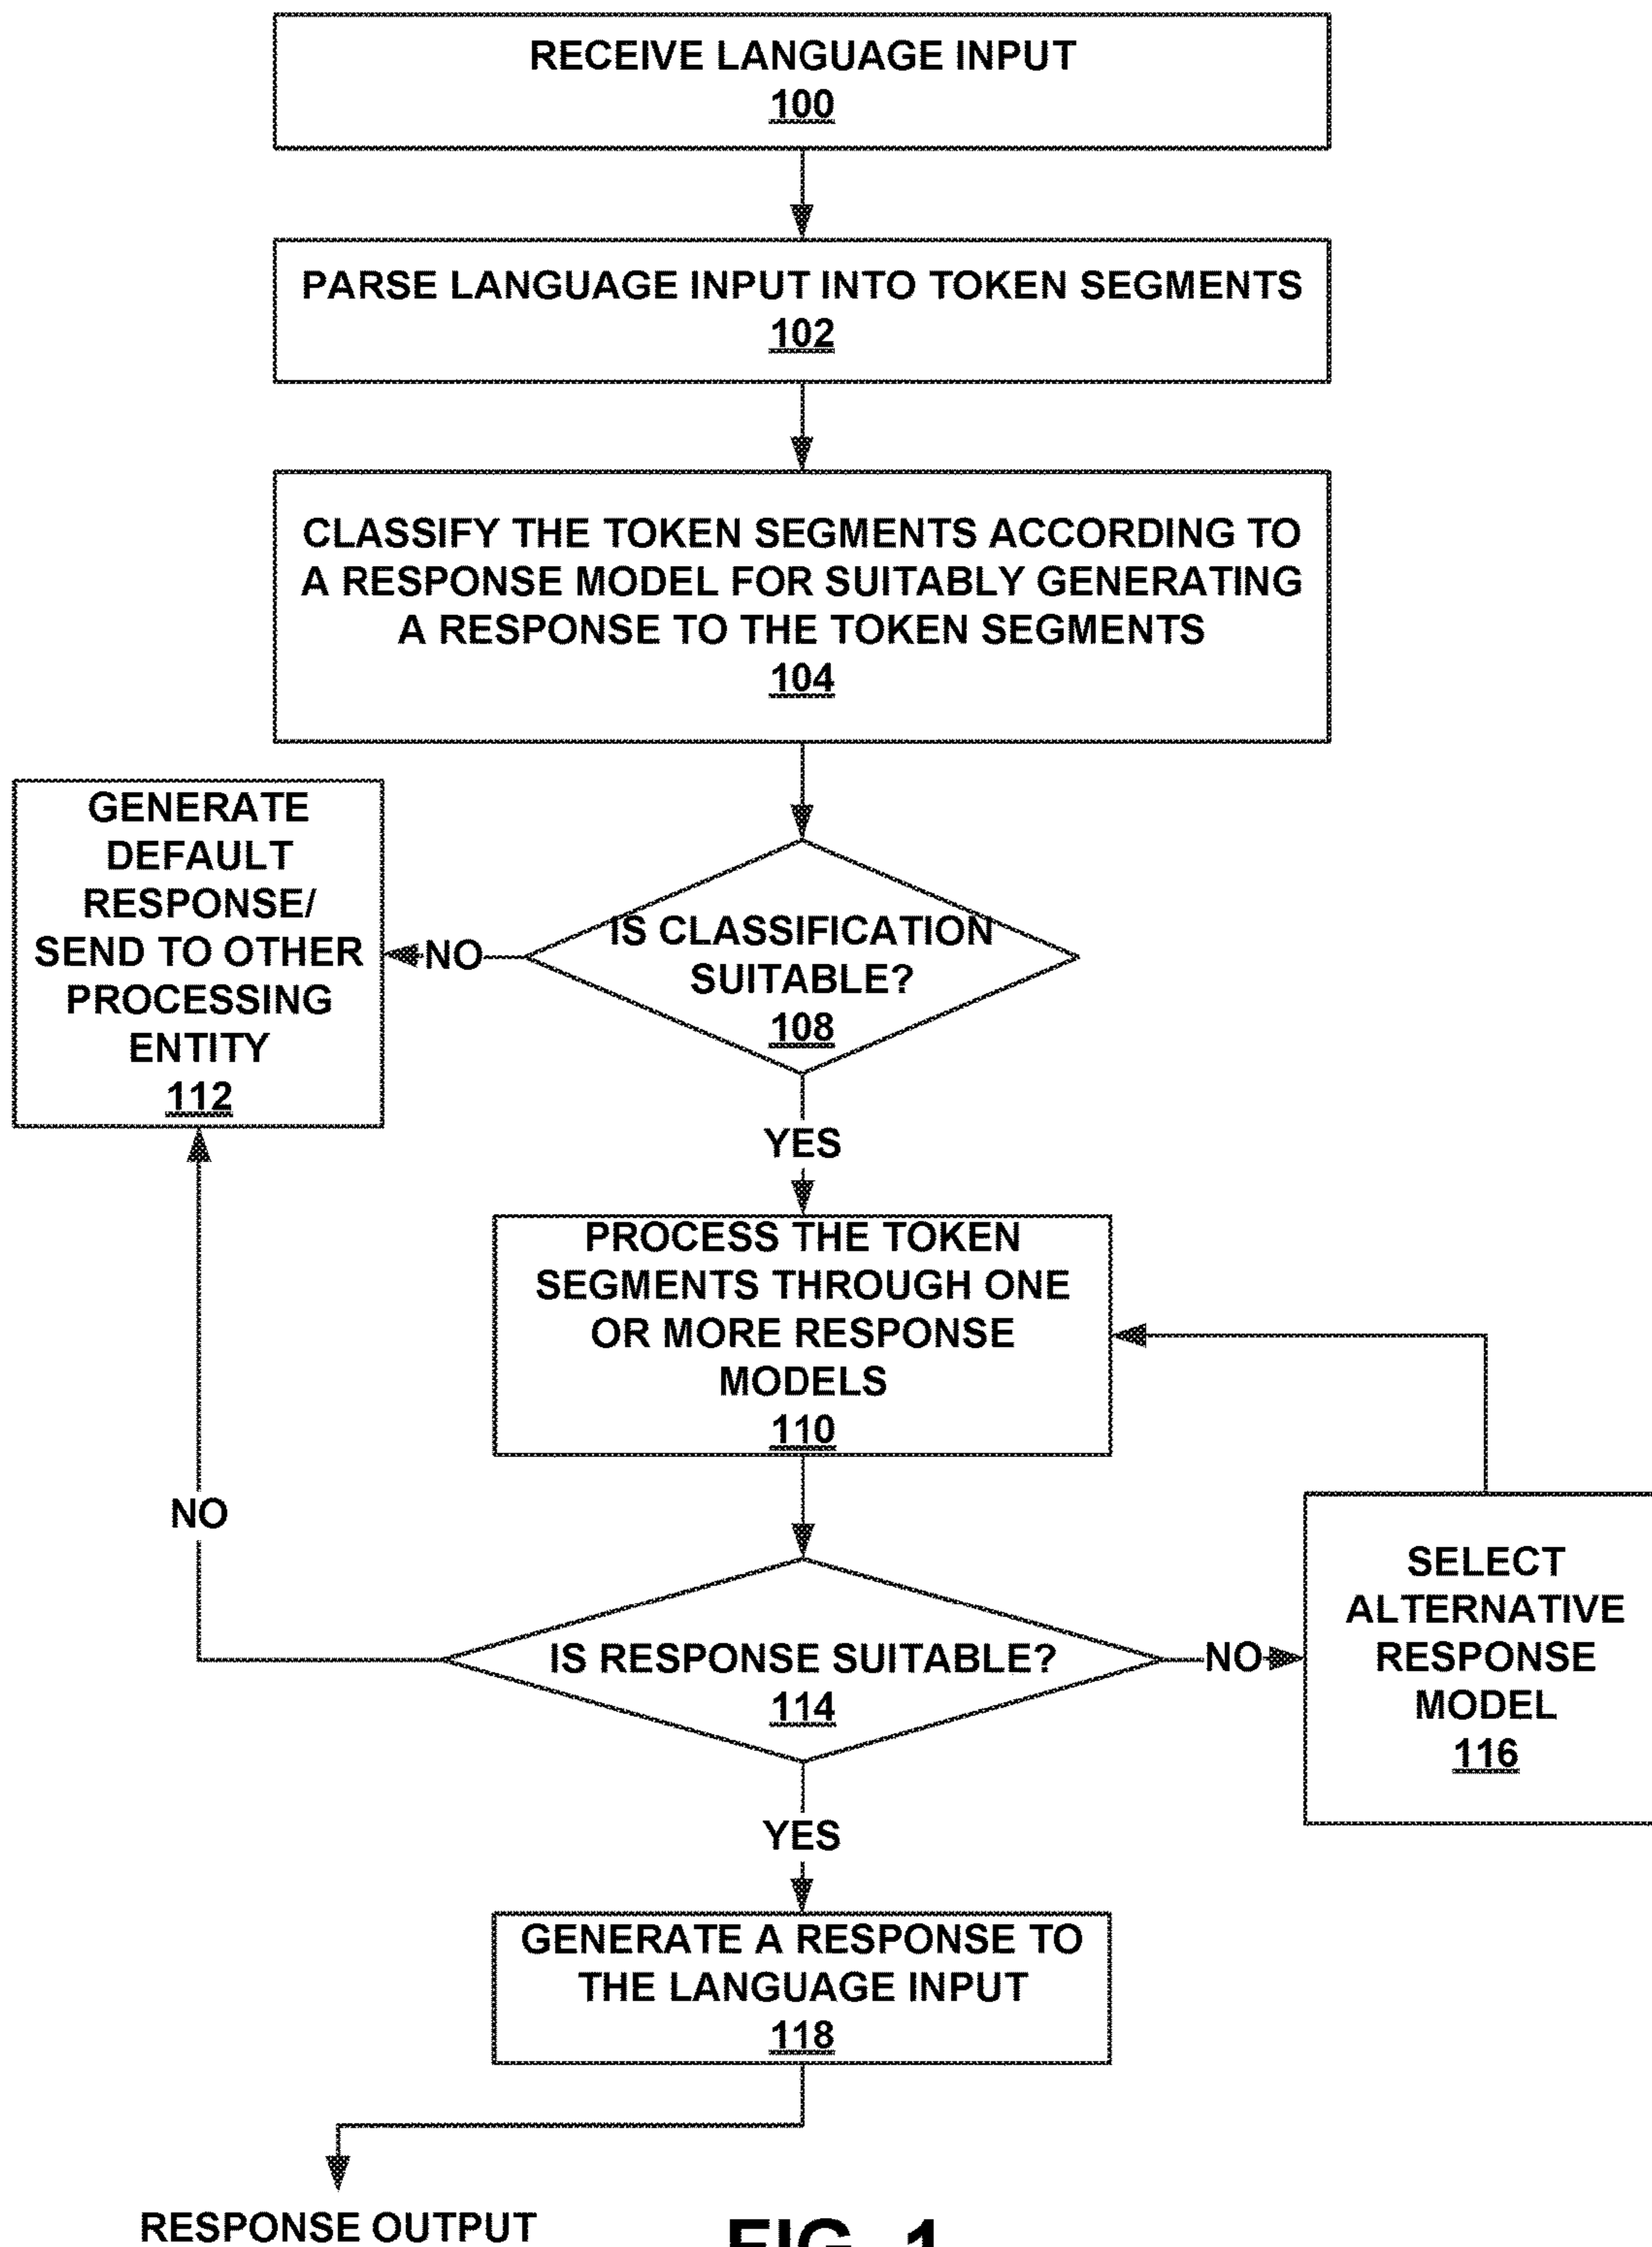 RECEIVE LANGUAGE INPUT
100
PARSE LANGUAGE INPUT INTO TOKEN SEGMENTS
102
CLASSIFY THE TOKEN SEGMENTS ACCORDING TO
A RESPONSE MODEL FOR SUITABLY GENERATING
A RESPONSE TO THE TOKEN SEGMENTS
104
GENERATE
DEFAULT
RESPONSE/
SEND TO OTHER
PROCESSING
ENTITY
112
NO
IS CLASSIFICATION
SUITABLE?
108
YES
PROCESS THE TOKEN
SEGMENTS THROUGH ONE
OR MORE RESPONSE
MODELS
110
NO
IS RESPONSE SUITABLE?
114
NO
SELECT
ALTERNATIVE
RESPONSE
MODEL
116
YES
GENERATE A RESPONSE TO
THE LANGUAGE INPUT
118
RESPONSE OUTPUT
FIG. 1